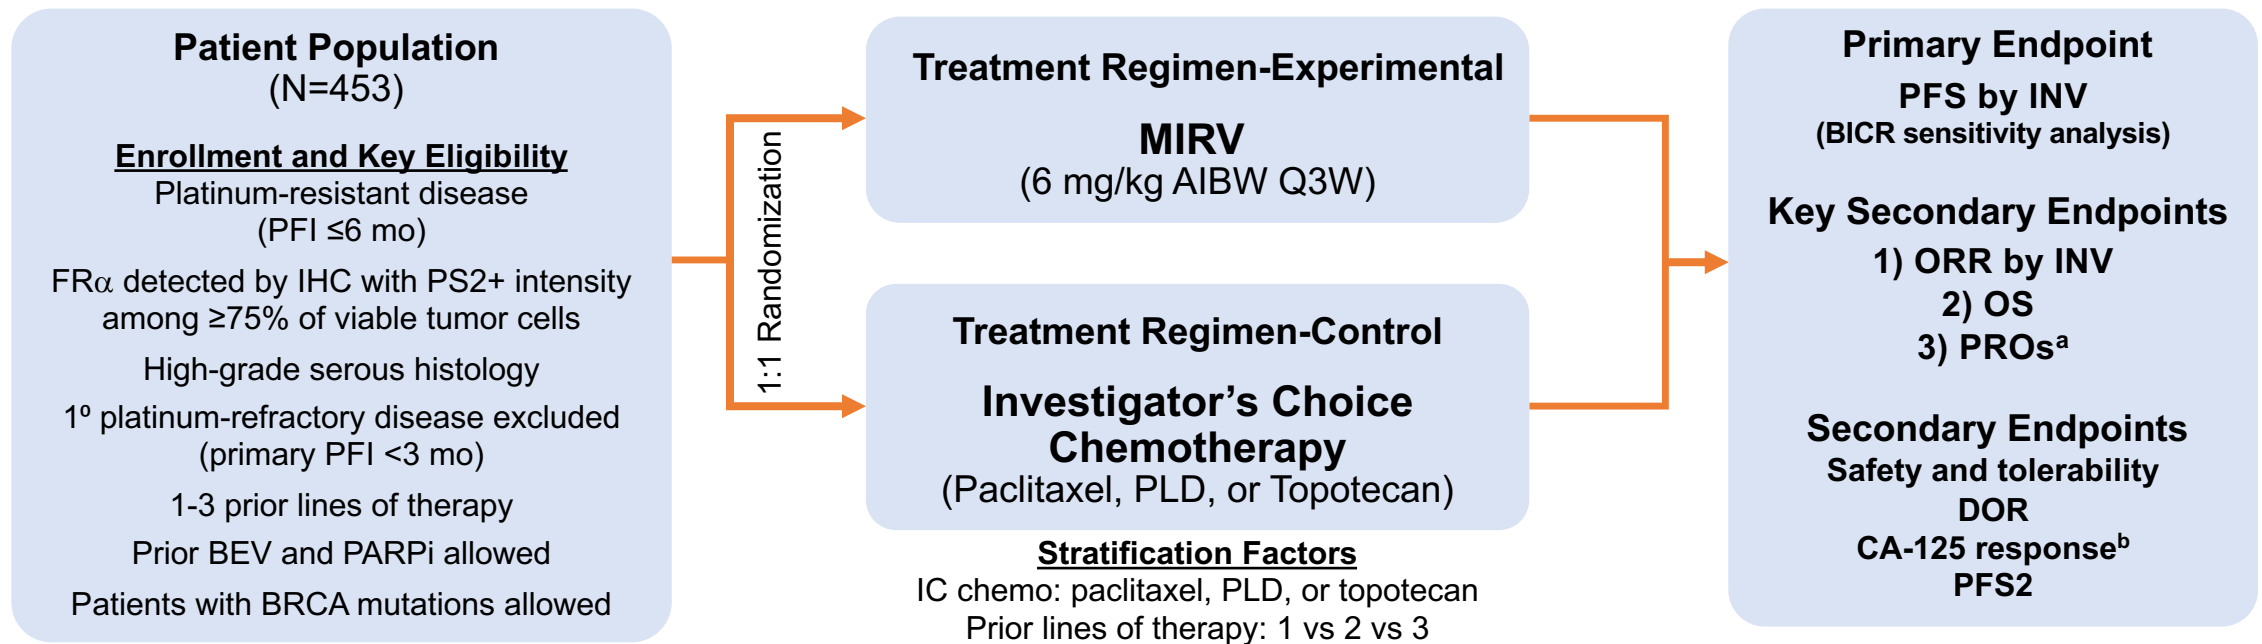 Patient Population
(N=453)
Enrollment and Key Eligibility
Platinum-resistant disease
(PFI ≤6 mo)
FRα detected by IHC with PS2+ intensity
among ≥75% of viable tumor cells
High-grade serous histology
1º platinum-refractory disease excluded
(primary PFI <3 mo)
1-3 prior lines of therapy
Prior BEV and PARPi allowed
Patients with BRCA mutations allowed
1:1 Randomization
Treatment Regimen-Experimental
MIRV
(6 mg/kg AIBW Q3W)
Treatment Regimen-Control
Investigator’s Choice
Chemotherapy
(Paclitaxel, PLD, or Topotecan)
Stratification Factors
IC chemo: paclitaxel, PLD, or topotecan
Prior lines of therapy: 1 vs 2 vs 3
Primary Endpoint
PFS by INV
(BICR sensitivity analysis)
Key Secondary Endpoints
1) ORR by INV
2) OS
3) PROsᵃ
Secondary Endpoints
Safety and tolerability
DOR
CA-125 responseᵇ
PFS2